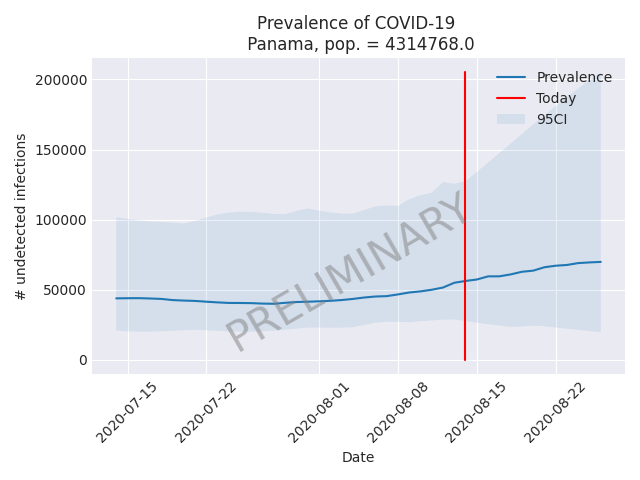 Prevalence of COVID-19
Panama, pop. = 4314768.0
Prevalence
Today
95CI
# undetected infections
200000
150000
100000
50000
0
PRELIMINARY
2020-07-15
2020-07-22
2020-08-01
2020-08-08
2020-08-15
2020-08-22
Date